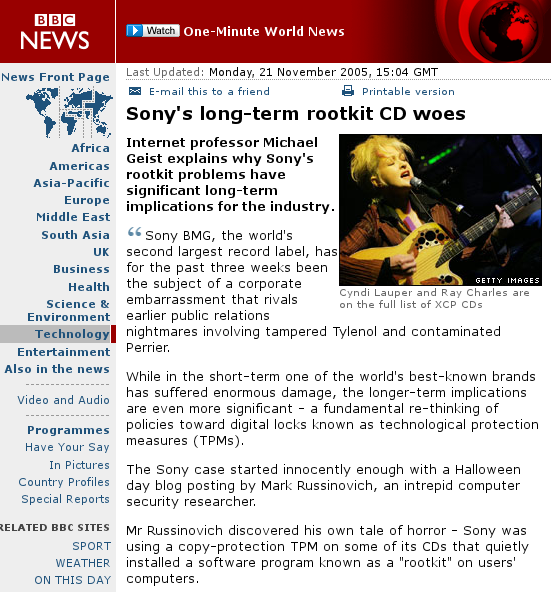 BBC
NEWS
Watch One-Minute World News
News Front Page
Africa
Americas
Asia-Pacific
Europe
Middle East
South Asia
UK
Business
Health
Science &
Environment
Technology
Entertainment
Also in the news
Video and Audio
Programmes
Have Your Say
In Pictures
Country Profiles
Special Reports
RELATED BBC SITES
SPORT
WEATHER
ON THIS DAY
Last Updated: Monday, 21 November 2005, 15:04 GMT
E-mail this to a friend Printable version
Sony's long-term rootkit CD woes
Internet professor Michael
Geist explains why Sony's
rootkit problems have
significant long-term
implications for the industry.
GETTY IMAGES
Cyndi Lauper and Ray Charles are
on the full list of XCP CDs
“ Sony BMG, the world's
second largest record label, has
for the past three weeks been
the subject of a corporate
embarrassment that rivals
earlier public relations
nightmares involving tampered Tylenol and contaminated
Perrier.
While in the short-term one of the world's best-known brands
has suffered enormous damage, the longer-term implications
are even more significant - a fundamental re-thinking of
policies toward digital locks known as technological protection
measures (TPMs).
The Sony case started innocently enough with a Halloween
day blog posting by Mark Russinovich, an intrepid computer
security researcher.
Mr Russinovich discovered his own tale of horror - Sony was
using a copy-protection TPM on some of its CDs that quietly
installed a software program known as a "rootkit" on users'
computers.